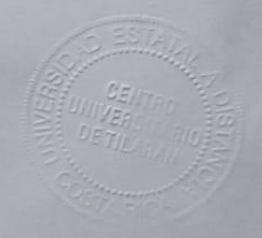 UNIVERSIDAD ESTATAL A DISTANCIA
CENTRO
UNIVERSITARIO
DE TILARAN
COSTA RICA